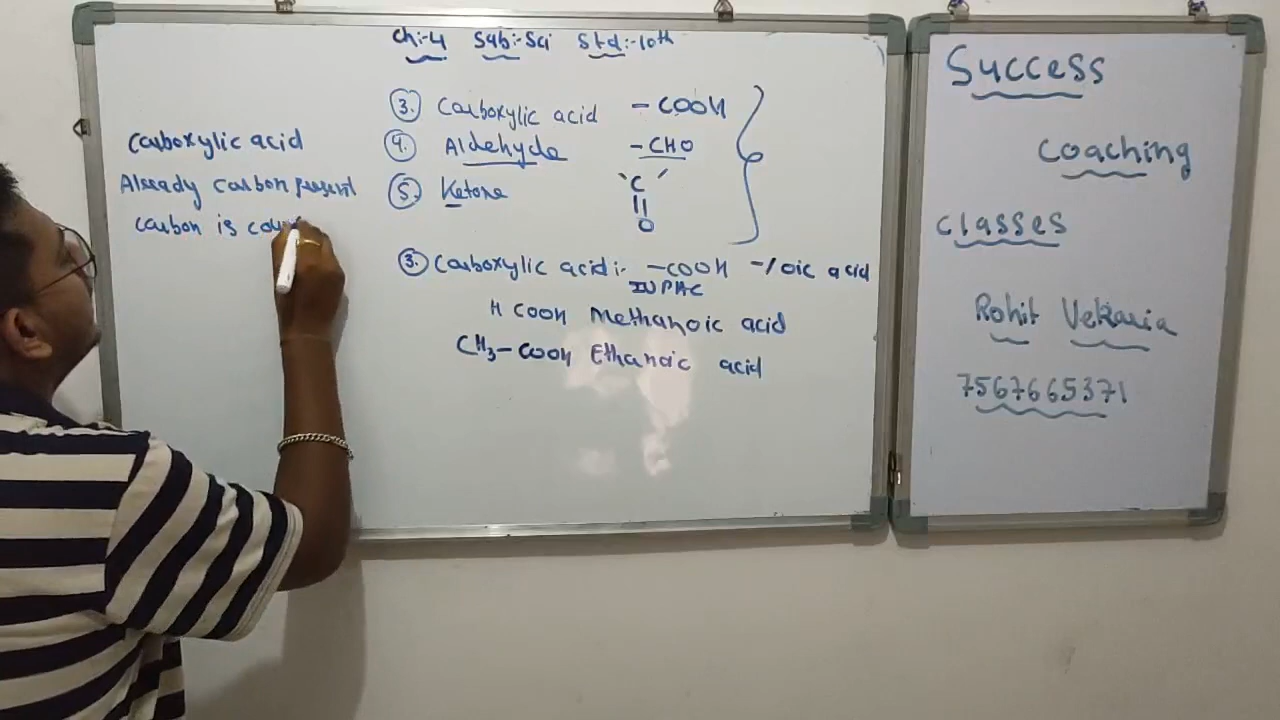 Ch:-4 Sub:-Sci Std:-10th
3. Carboxylic acid -COOH
4. Aldehyde -CHO
5. Ketone C
O
Carboxylic acid
Already carbon present
carbon is
3. Carboxylic acid:- -COOH -/oic acid
IUPAC
H COOH Methanoic acid
CH3-COOH Ethanoic acid
Success
Coaching
Classes
Rohit Vekaria
7567665371